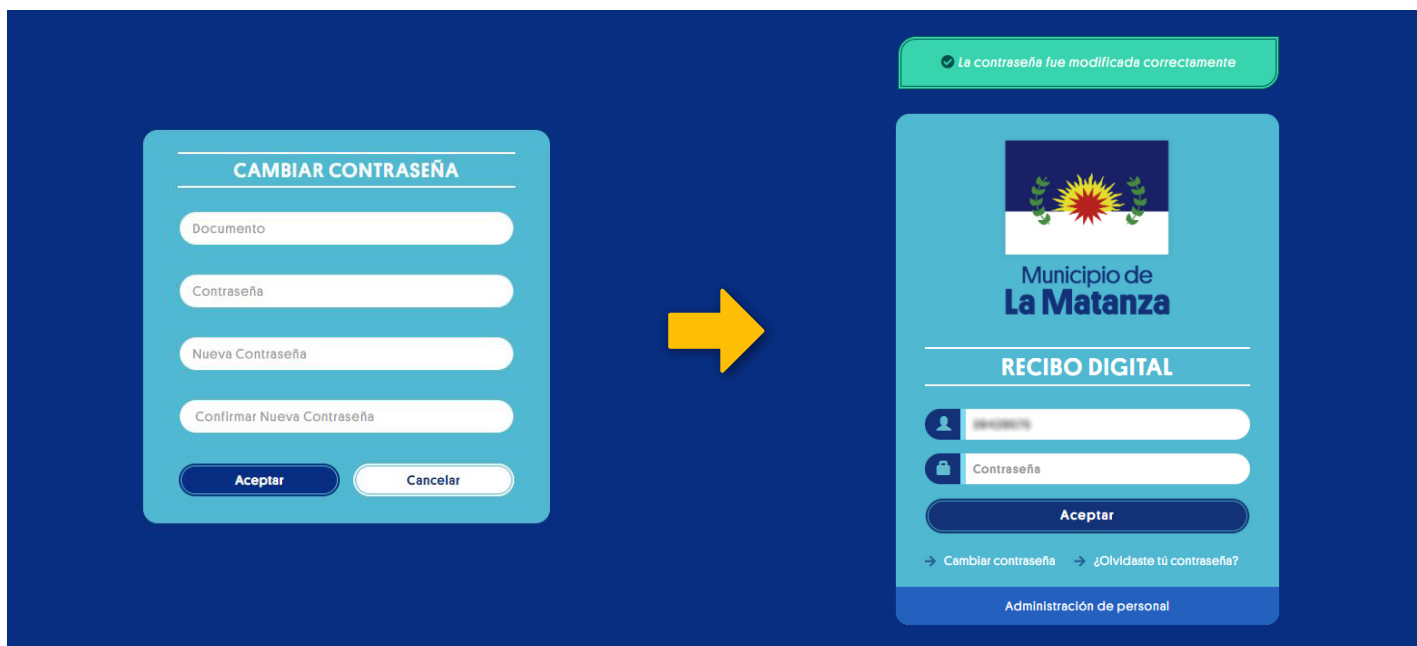 CAMBIAR CONTRASEÑA
Documento
Contraseña
Nueva Contraseña
Confirmar Nueva Contraseña
Aceptar
Cancelar
La contraseña fue modificada correctamente
Municipio de
La Matanza
RECIBO DIGITAL
Contraseña
Aceptar
Cambiar contraseña
¿Olvidaste tú contraseña?
Administración de personal